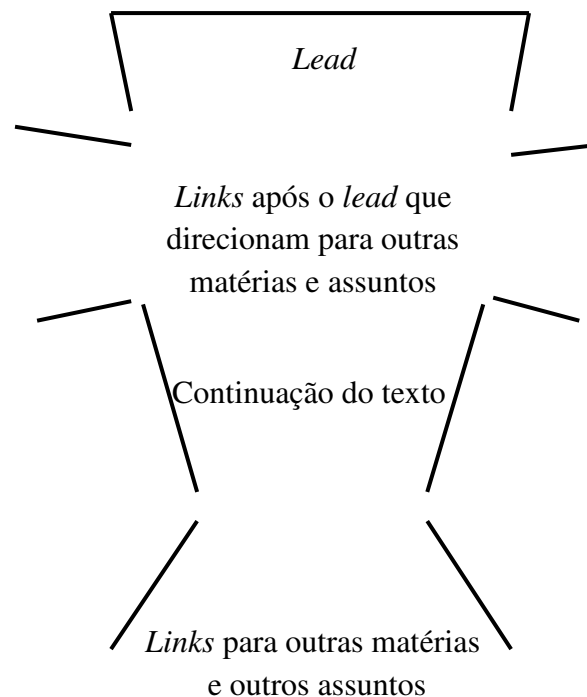 Lead
Links após o lead que
direcionam para outras
matérias e assuntos
Continuação do texto
Links para outras matérias
e outros assuntos